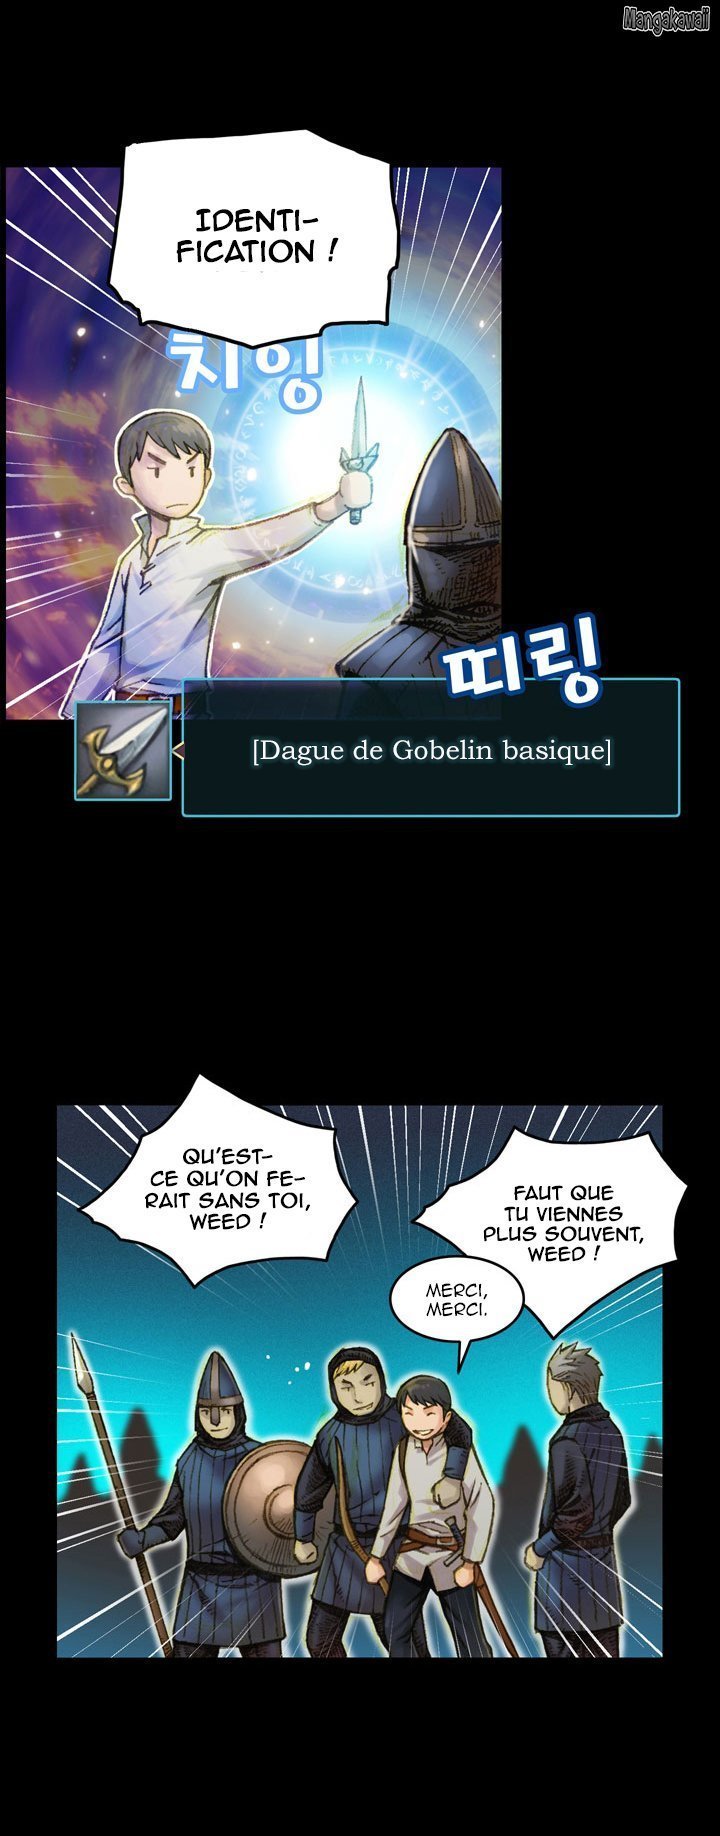 Mangakawaii
IDENTI-
FICATION !
치잉
띠링
[Dague de Gobelin basique]
QU'EST-
CE QU'ON FE-
RAIT SANS TOI,
WEED !
FAUT QUE
TU VIENNES
PLUS SOUVENT,
WEED !
MERCI,
MERCI.